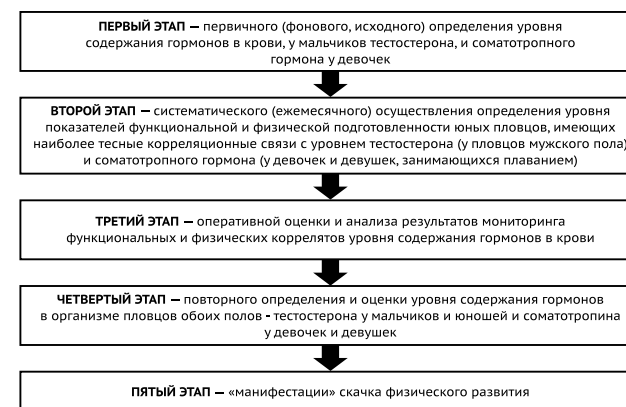 ПЕРВЫЙ ЭТАП — первичного (фонового, исходного) определения уровня
содержания гормонов в крови, у мальчиков тестостерона, и соматотропного
гормона у девочек
ВТОРОЙ ЭТАП — систематического (ежемесячного) осуществления определения уровня
показателей функциональной и физической подготовленности юных пловцов, имеющих
наиболее тесные корреляционные связи с уровнем тестостерона (у пловцов мужского пола)
и соматотропного гормона (у девочек и девушек, занимающихся плаванием)
ТРЕТИЙ ЭТАП — оперативной оценки и анализа результатов мониторинга
функциональных и физических коррелятов уровня содержания гормонов в крови
ЧЕТВЕРТЫЙ ЭТАП — повторного определения и оценки уровня содержания гормонов
в организме пловцов обоих полов - тестостерона у мальчиков и юношей и соматотропина
у девочек и девушек
ПЯТЫЙ ЭТАП — «манифестации» скачка физического развития